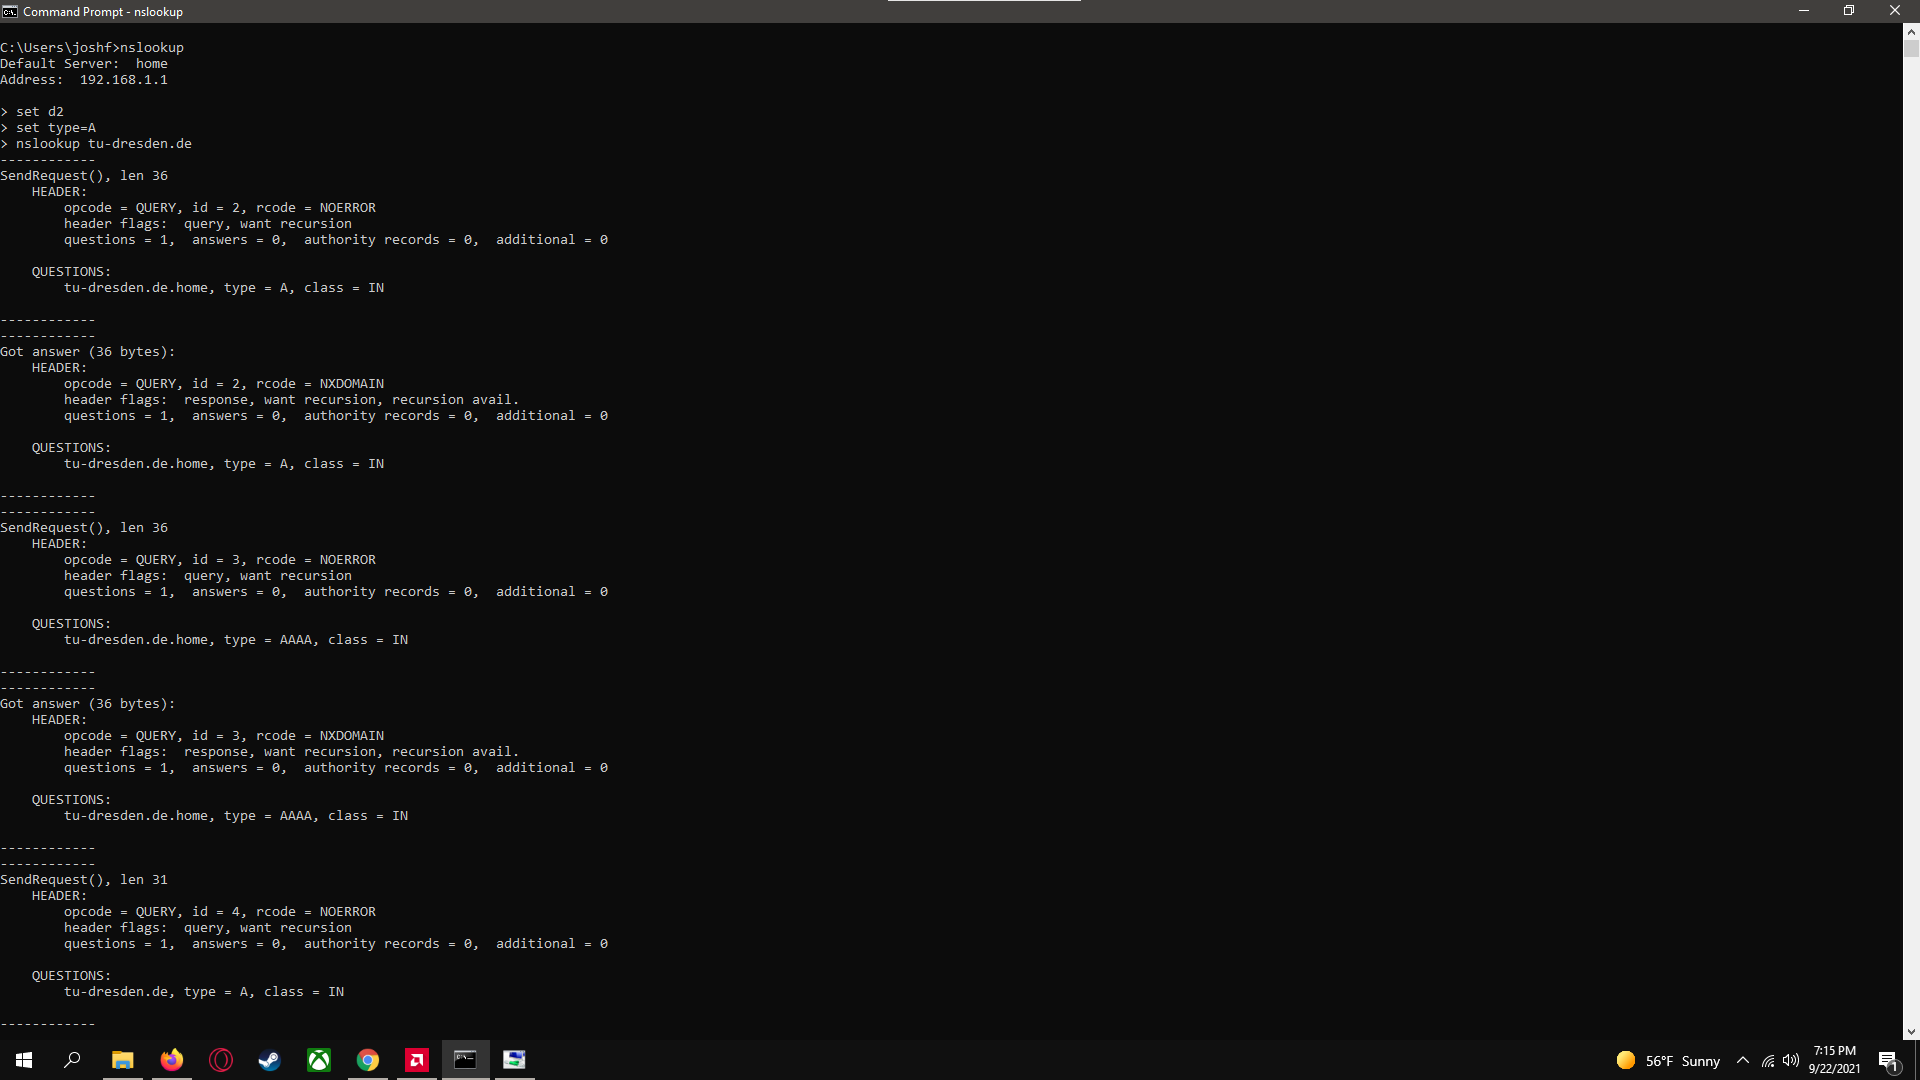 Command Prompt - nslookup
C:\Users\joshf>nslookup
Default Server:  home
Address:  192.168.1.1
> set d2
> set type=A
> nslookup tu-dresden.de
------------
SendRequest(), len 36
    HEADER:
        opcode = QUERY, id = 2, rcode = NOERROR
        header flags:  query, want recursion
        questions = 1,  answers = 0,  authority records = 0,  additional = 0
    QUESTIONS:
        tu-dresden.de.home, type = A, class = IN
------------
------------
Got answer (36 bytes):
    HEADER:
        opcode = QUERY, id = 2, rcode = NXDOMAIN
        header flags:  response, want recursion, recursion avail.
        questions = 1,  answers = 0,  authority records = 0,  additional = 0
    QUESTIONS:
        tu-dresden.de.home, type = A, class = IN
------------
------------
SendRequest(), len 36
    HEADER:
        opcode = QUERY, id = 3, rcode = NOERROR
        header flags:  query, want recursion
        questions = 1,  answers = 0,  authority records = 0,  additional = 0
    QUESTIONS:
        tu-dresden.de.home, type = AAAA, class = IN
------------
------------
Got answer (36 bytes):
    HEADER:
        opcode = QUERY, id = 3, rcode = NXDOMAIN
        header flags:  response, want recursion, recursion avail.
        questions = 1,  answers = 0,  authority records = 0,  additional = 0
    QUESTIONS:
        tu-dresden.de.home, type = AAAA, class = IN
------------
------------
SendRequest(), len 31
    HEADER:
        opcode = QUERY, id = 4, rcode = NOERROR
        header flags:  query, want recursion
        questions = 1,  answers = 0,  authority records = 0,  additional = 0
    QUESTIONS:
        tu-dresden.de, type = A, class = IN
------------
56°F Sunny
7:15 PM
9/22/2021
1